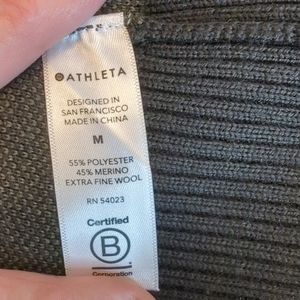 ATHLETA
DESIGNED IN
SAN FRANCISCO
MADE IN CHINA
M
55% POLYESTER
45% MERINO
EXTRA FINE WOOL
RN 54023
Certified
B
Corporation